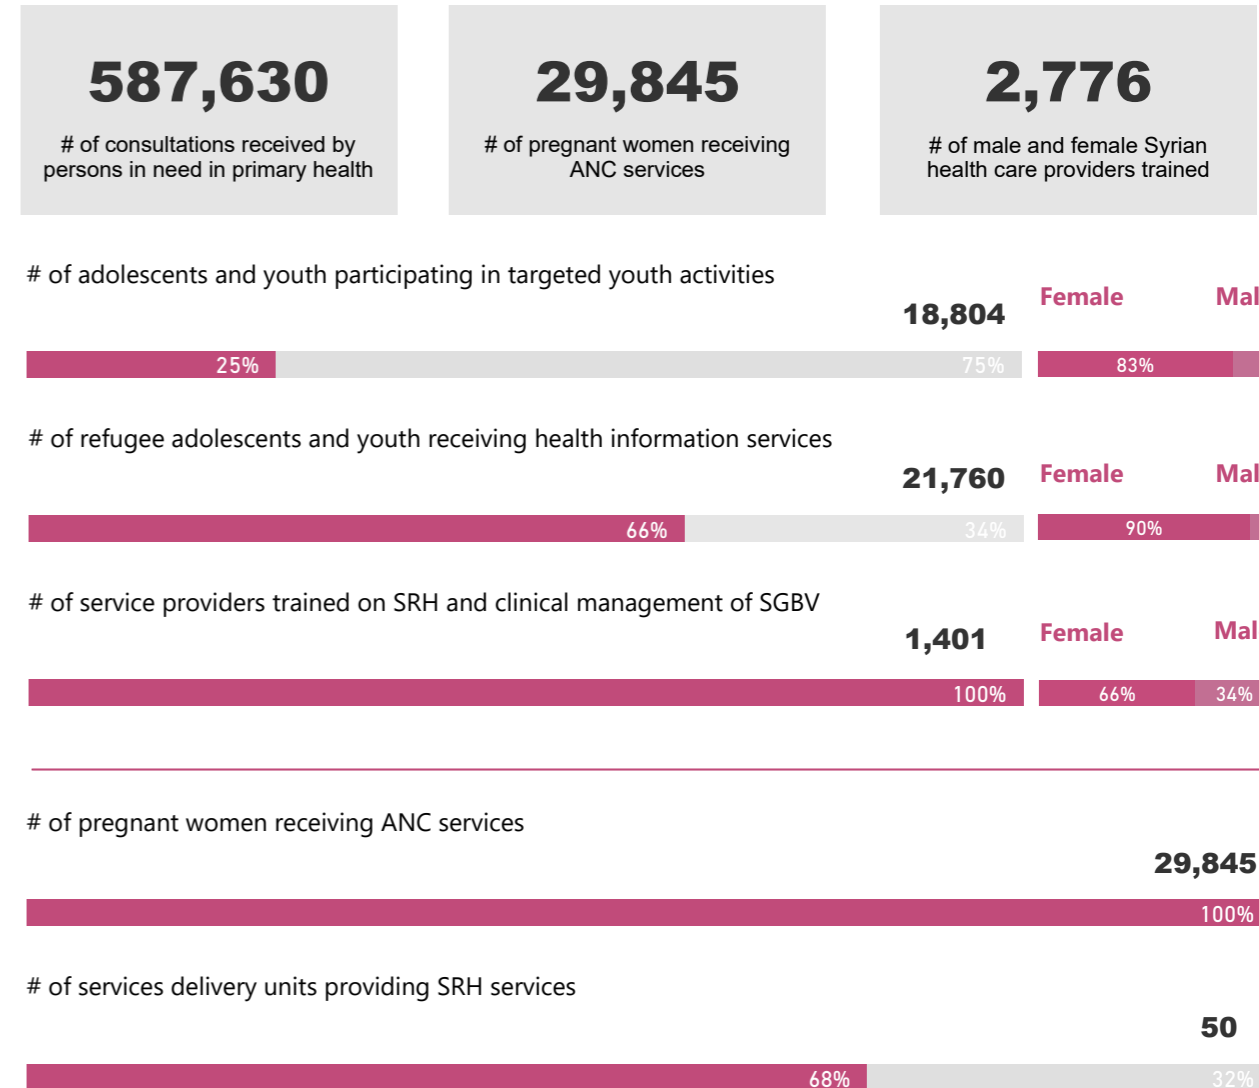 587,630
# of consultations received by
persons in need in primary health
29,845
# of pregnant women receiving
ANC services
2,776
# of male and female Syrian
health care providers trained
# of adolescents and youth participating in targeted youth activities
18,804
Female
Mal
25%
75%
83%
# of refugee adolescents and youth receiving health information services
21,760
Female
Mal
66%
34%
90%
# of service providers trained on SRH and clinical management of SGBV
1,401
Female
Mal
100%
66%
34%
# of pregnant women receiving ANC services
29,845
100%
# of services delivery units providing SRH services
50
68%
32%